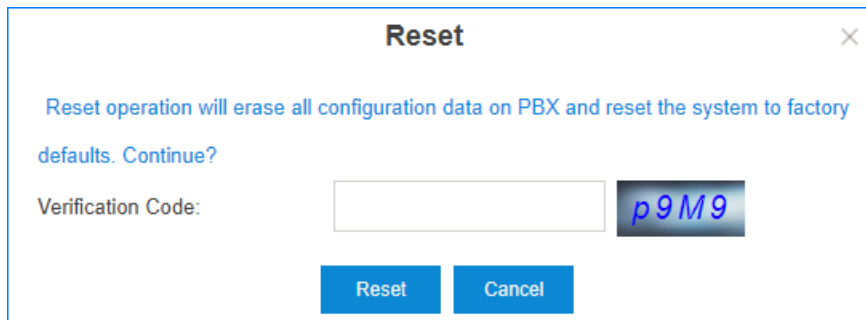 Reset
Reset operation will erase all configuration data on PBX and reset the system to factory
defaults. Continue?
Verification Code:
p9M9
Reset Cancel